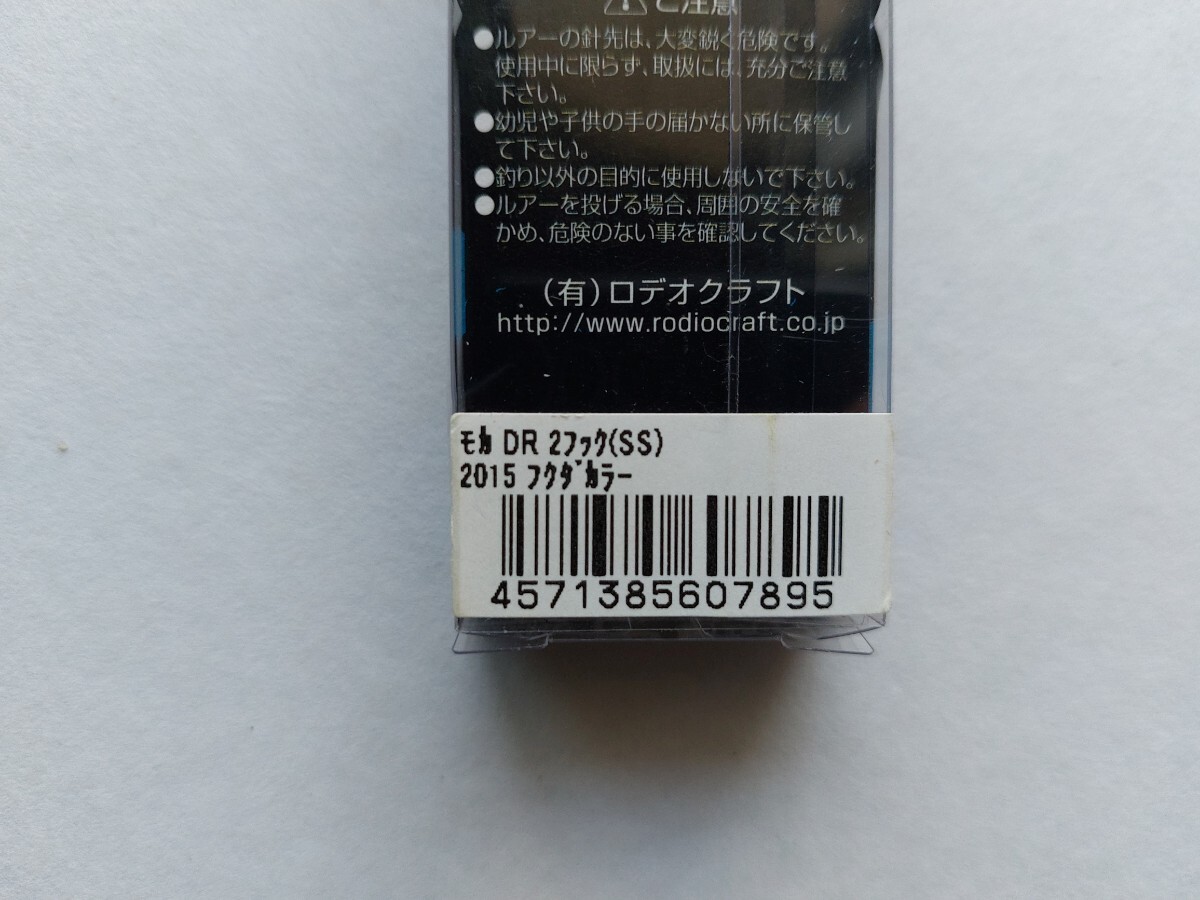 ご注意
●ルアーの針先は、大変鋭く危険です。
使用中に限らず、取扱には、充分ご注意
下さい。
●幼児や子供の手の届かない所に保管し
て下さい。
●釣り以外の目的に使用しないで下さい。
●ルアーを投げる場合、周囲の安全を確
かめ、危険のない事を確認してください。
(有)ロデオクラフト
http://www.rodiocraft.co.jp
ﾓｶ DR 2ﾌｯｸ(SS)
2015 ﾌｸﾀﾞｶﾗｰ
4571385607895